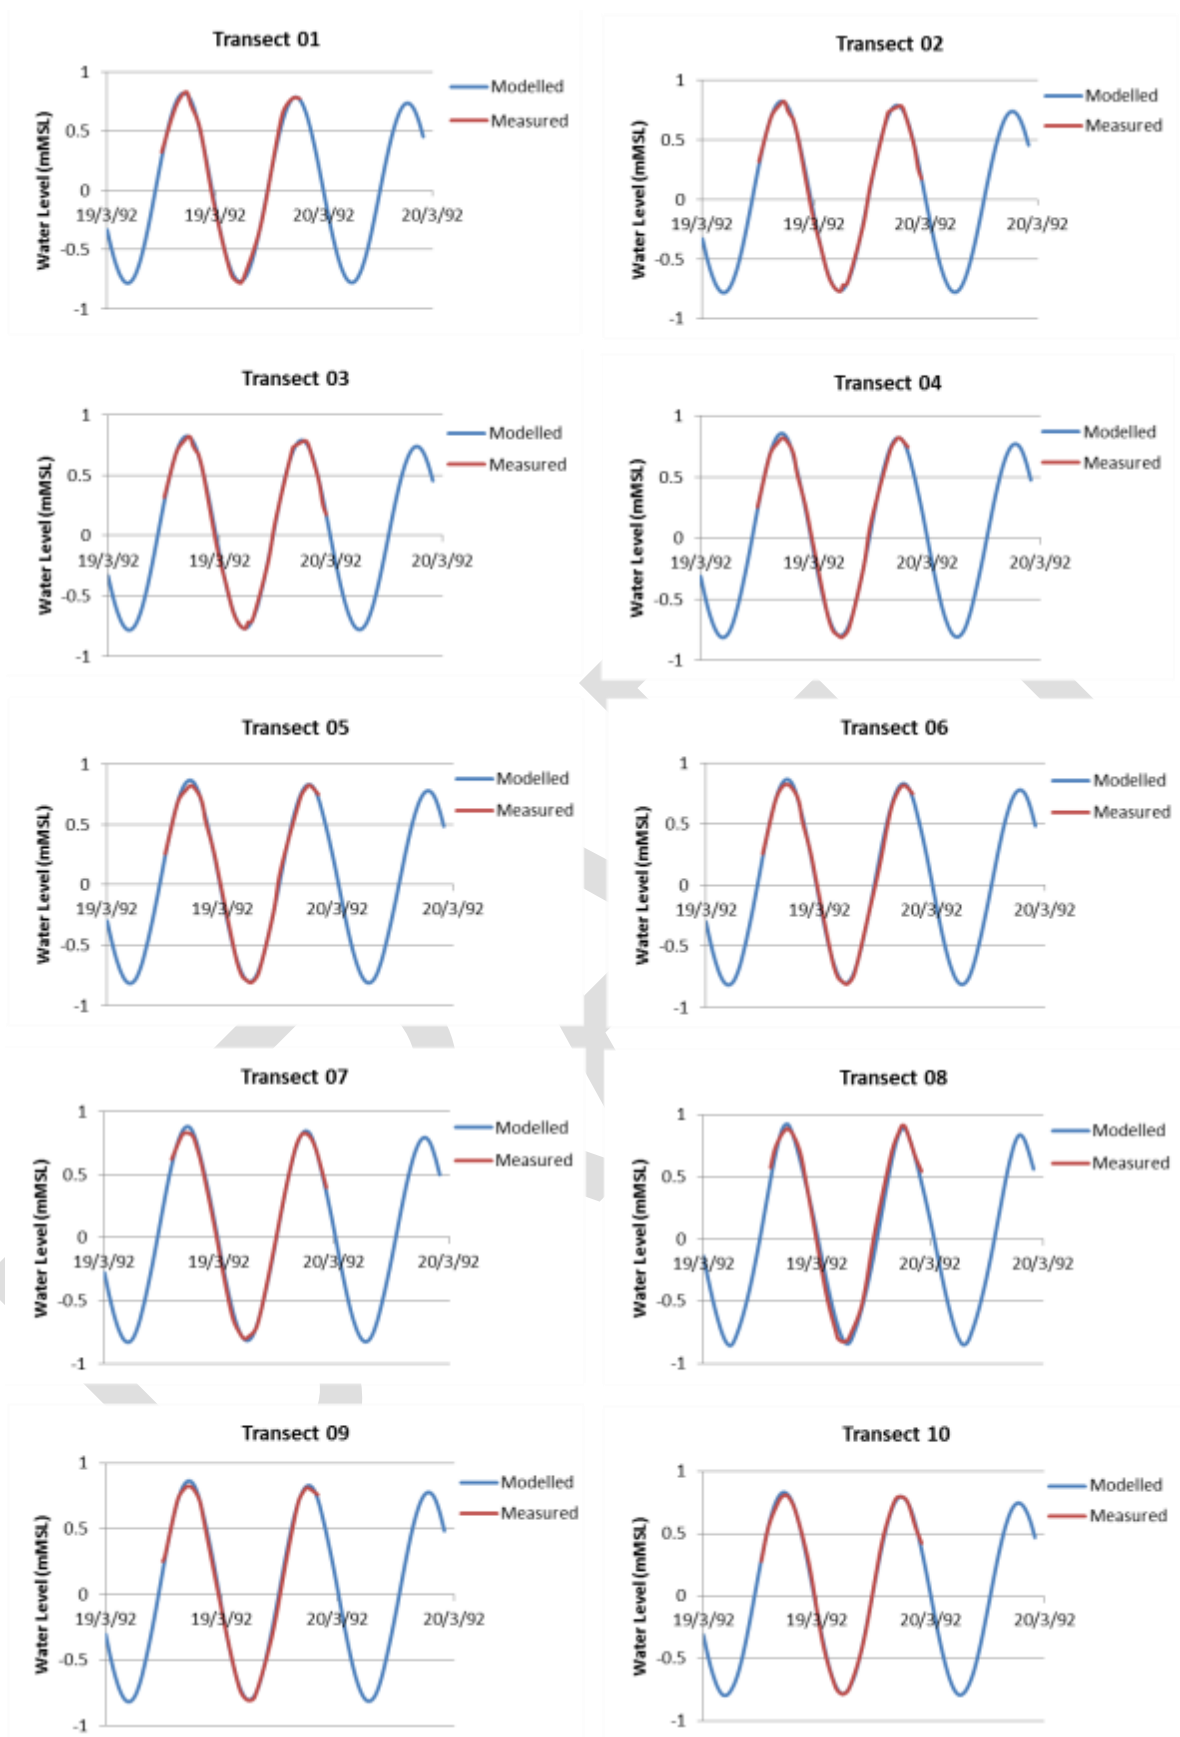 Transect 01
1
0.5
0
-0.5
-1
Water Level (mMSL)
19/3/92 19/3/92 20/3/92 20/3/92
Modelled
Measured
Transect 02
1
0.5
0
-0.5
-1
Water Level (mMSL)
19/3/92 19/3/92 20/3/92 20/3/92
Modelled
Measured
Transect 03
1
0.5
0
-0.5
-1
Water Level (mMSL)
19/3/92 19/3/92 20/3/92 20/3/92
Modelled
Measured
Transect 04
1
0.5
0
-0.5
-1
Water Level (mMSL)
19/3/92 19/3/92 20/3/92 20/3/92
Modelled
Measured
Transect 05
1
0.5
0
-0.5
-1
Water Level (mMSL)
19/3/92 19/3/92 20/3/92 20/3/92
Modelled
Measured
Transect 06
1
0.5
0
-0.5
-1
Water Level (mMSL)
19/3/92 19/3/92 20/3/92 20/3/92
Modelled
Measured
Transect 07
1
0.5
0
-0.5
-1
Water Level (mMSL)
19/3/92 19/3/92 20/3/92 20/3/92
Modelled
Measured
Transect 08
1
0.5
0
-0.5
-1
Water Level (mMSL)
19/3/92 19/3/92 20/3/92 20/3/92
Modelled
Measured
Transect 09
1
0.5
0
-0.5
-1
Water Level (mMSL)
19/3/92 19/3/92 20/3/92 20/3/92
Modelled
Measured
Transect 10
1
0.5
0
-0.5
-1
Water Level (mMSL)
19/3/92 19/3/92 20/3/92 20/3/92
Modelled
Measured